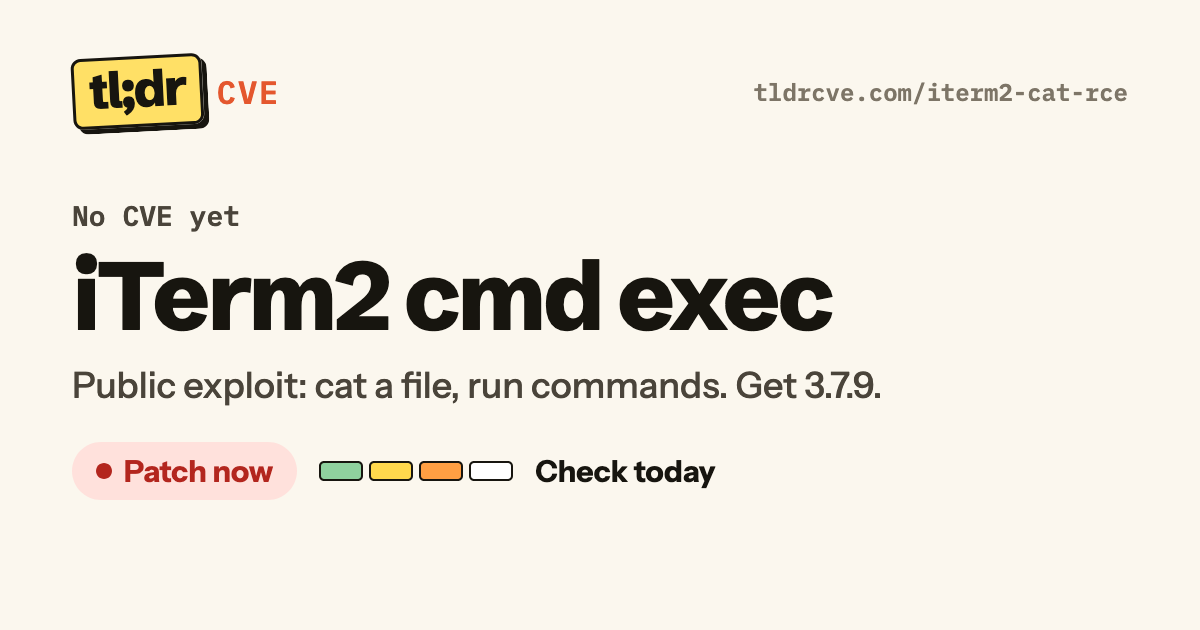 tl;dr CVE
tldrcve.com/iterm2-cat-rce
No CVE yet
iTerm2 cmd exec
Public exploit: cat a file, run commands. Get 3.7.9.
Patch now
Check today